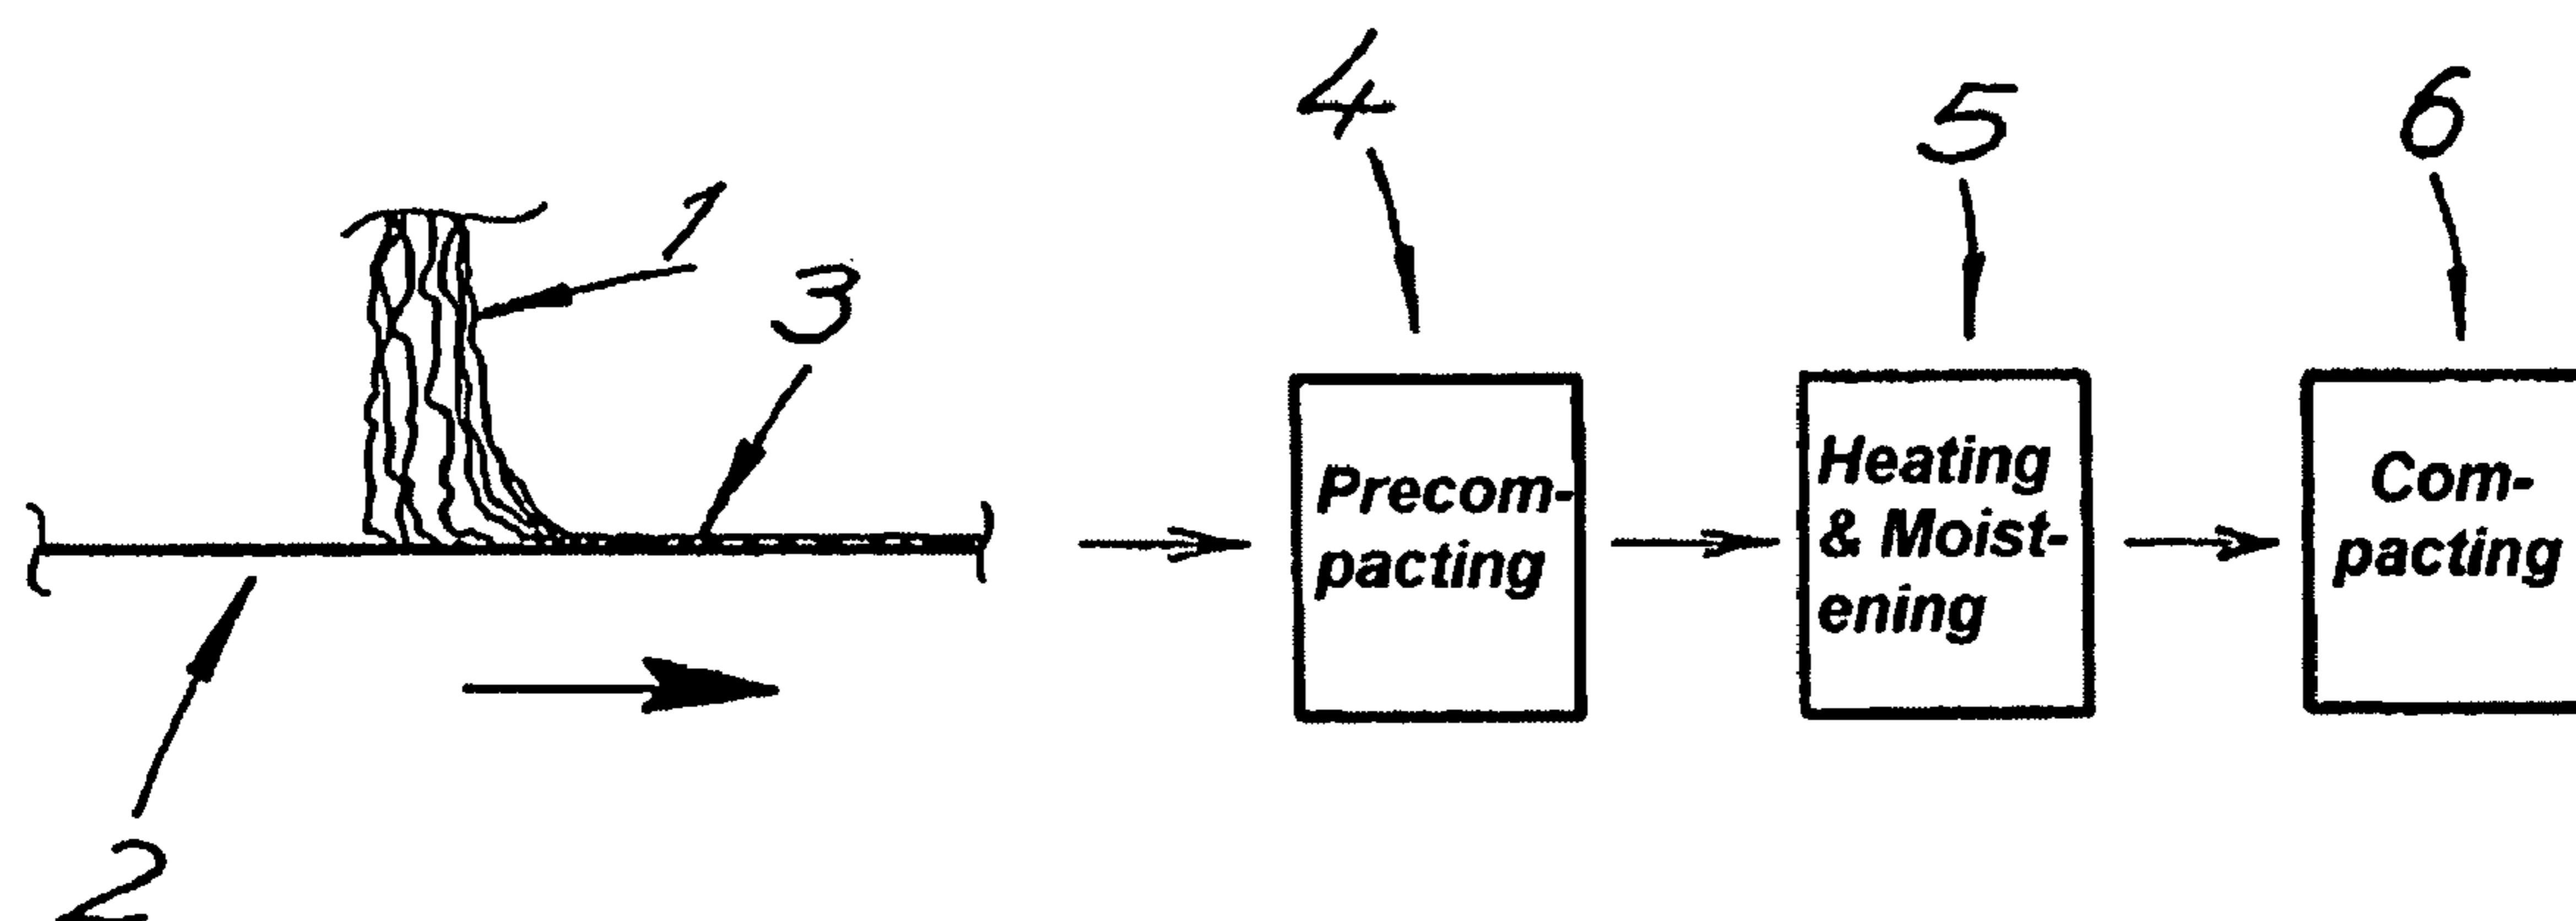 4
5
6
1
3
Precom-
pacting
Heating
& Moist-
ening
Com-
pacting
2